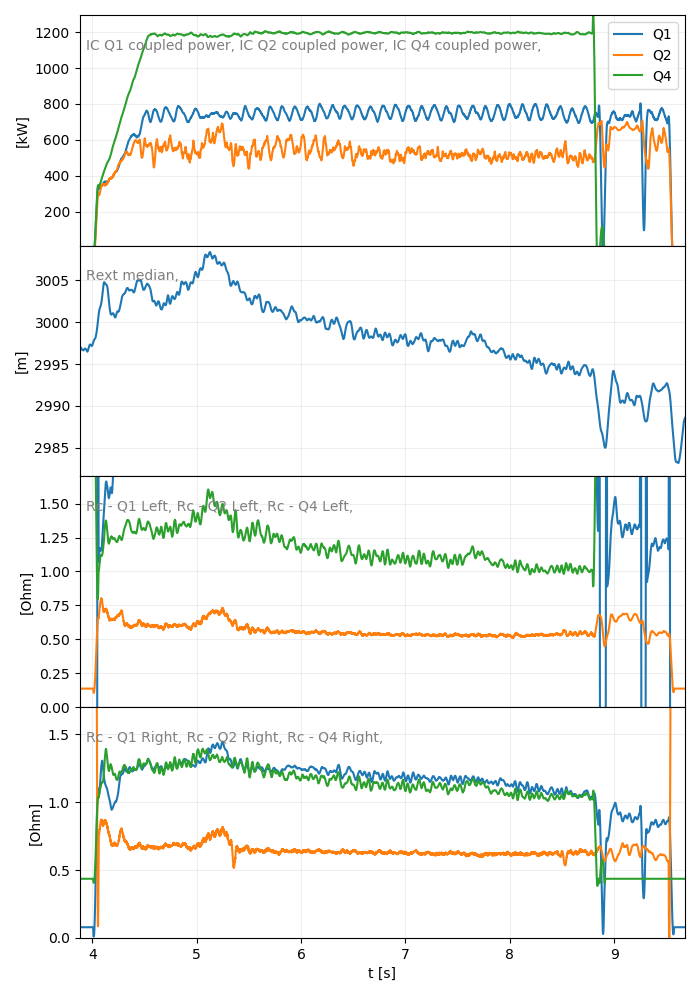 1200
1000
800
600
400
200
[kW]
IC Q1 coupled power, IC Q2 coupled power, IC Q4 coupled power,
Q1
Q2
Q4
3005
3000
2995
2990
2985
[m]
Rext median,
1.50
1.25
1.00
0.75
0.50
0.25
0.00
[Ohm]
Rc - Q1 Left, Rc - Q2 Left, Rc - Q4 Left,
1.5
1.0
0.5
0.0
[Ohm]
Rc - Q1 Right, Rc - Q2 Right, Rc - Q4 Right,
4 5 6 7 8 9
t [s]